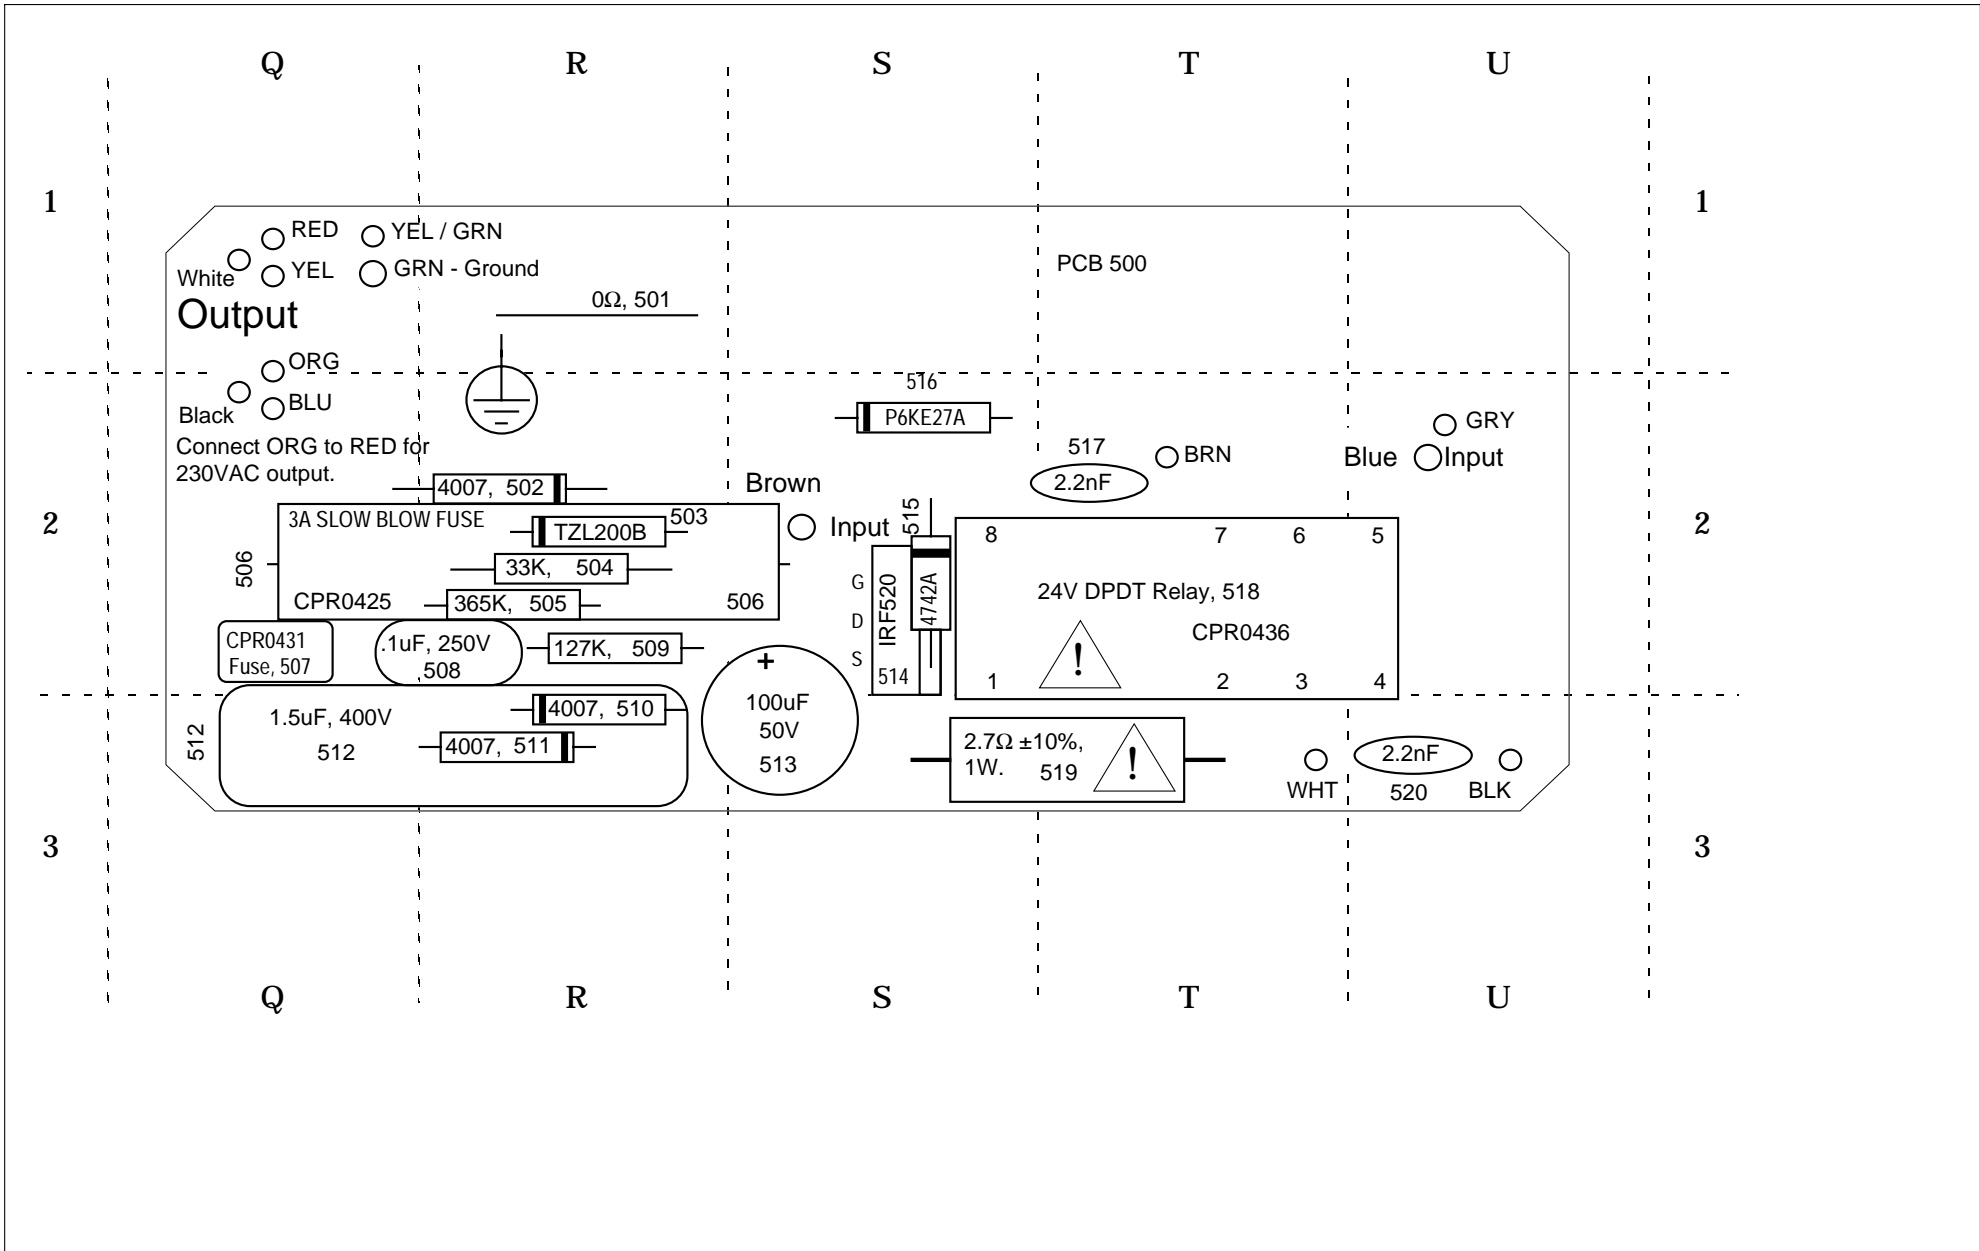 Q R S T U
1 1
RED YEL / GRN
White YEL GRN - Ground PCB 500
Output 0Ω, 501
ORG
516
Black BLU P6KE27A GRY
Connect ORG to RED for
230VAC output.
517 BRN Blue Input
4007, 502 Brown 2.2nF
2 3A SLOW BLOW FUSE 503 Input 515 8 7 6 5 2
TZL200B
506 33K, 504 G IRF520 4742A 24V DPDT Relay, 518
CPR0425 365K, 505 506 D CPR0436
CPR0431 .1uF, 250V 127K, 509 S !
Fuse, 507 508 + 514 1 2 3 4
512 1.5uF, 400V 4007, 510 100uF
512 4007, 511 50V 2.7Ω ±10%, ! 2.2nF
513 1W. 519
WHT 520 BLK
3 3
Q R S T U